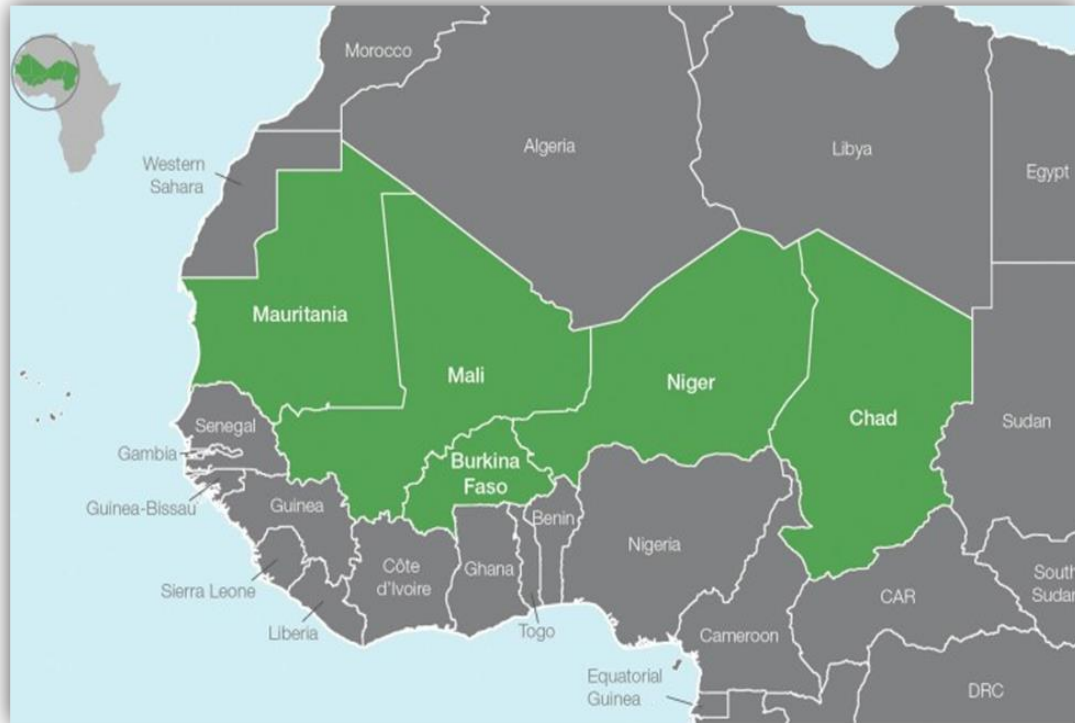 Morocco
Algeria
Libya
Egypt
Western
Sahara
Mauritania
Mali
Niger
Chad
Sudan
Senegal
Gambia
Burkina
Faso
Guinea-Bissau
Guinea
Benin
Nigeria
Sierra Leone
Côte
d'Ivoire
Ghana
CAR
South
Sudan
Liberia
Togo
Cameroon
Equatorial
Guinea
DRC